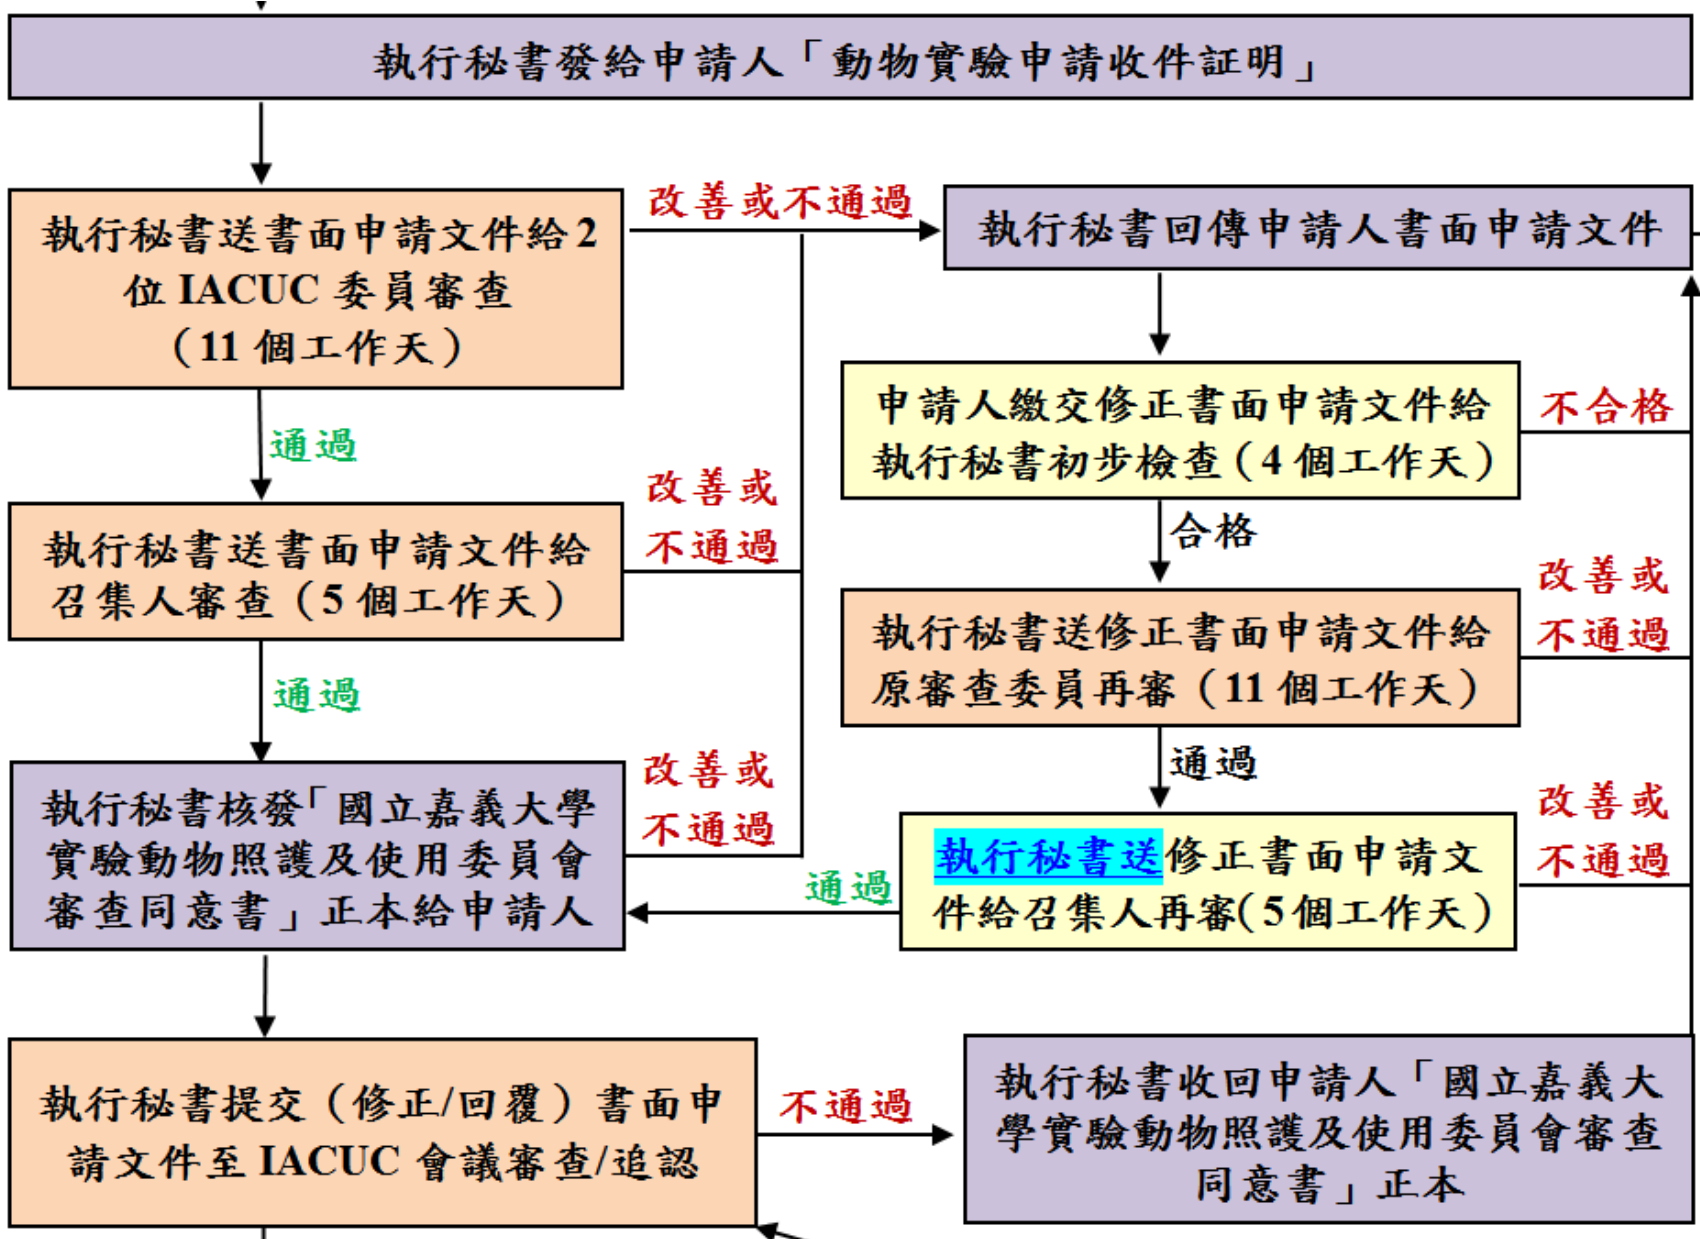 執行秘書發給申請人「動物實驗申請收件証明」
執行秘書送書面申請文件給2
位 IACUC 委員審查
（11 個工作天）
改善或不通過
執行秘書回傳申請人書面申請文件
通過
申請人繳交修正書面申請文件給
執行秘書初步檢查（4 個工作天）
不合格
執行秘書送書面申請文件給
召集人審查（5 個工作天）
改善或
不通過
合格
執行秘書送修正書面申請文件給
原審查委員再審（11 個工作天）
改善或
不通過
通過
通過
執行秘書核發「國立嘉義大學
實驗動物照護及使用委員會
審查同意書」正本給申請人
改善或
不通過
執行秘書送修正書面申請文
件給召集人再審（5 個工作天）
改善或
不通過
通過
執行秘書提交（修正/回覆）書面申
請文件至 IACUC 會議審查/追認
不通過
執行秘書收回申請人「國立嘉義大
學實驗動物照護及使用委員會審查
同意書」正本